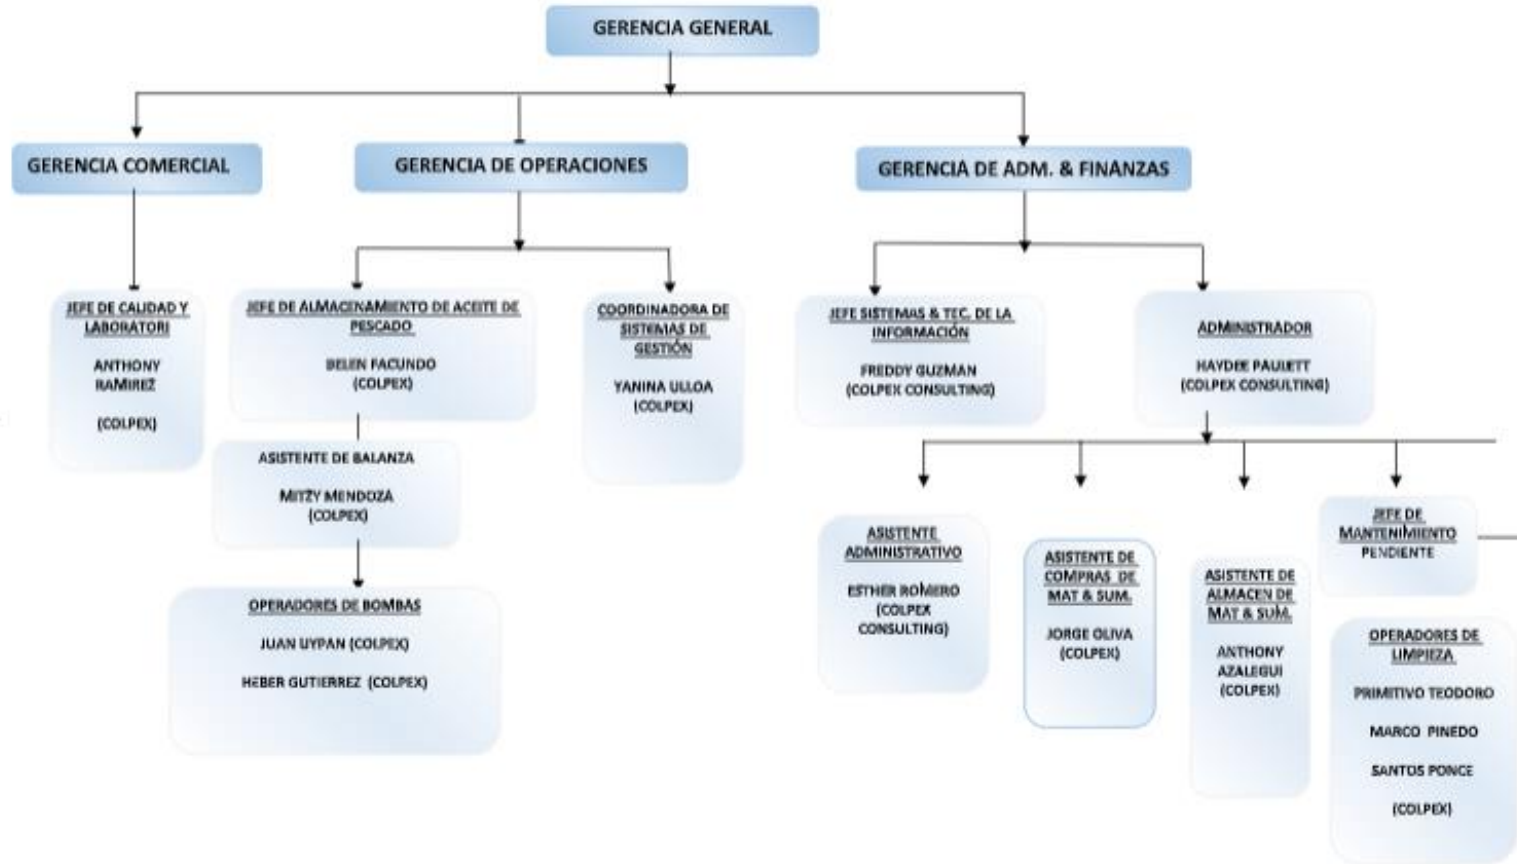 GERENCIA GENERAL
GERENCIA COMERCIAL
GERENCIA DE OPERACIONES
GERENCIA DE ADM. & FINANZAS
JEFE DE CALIDAD Y
LABORATORI
ANTHONY
RAMIREZ
(COLPEX)
JEFE DE ALMACENAMIENTO DE ACEITE DE
PESCADO
BELEN FACUNDO
(COLPEX)
COORDINADORA DE
SISTEMAS DE
GESTIÓN
YANINA ULLOA
(COLPEX)
JEFE SISTEMAS & TEC. DE LA
INFORMACIÓN
FREDDY GUZMAN
(COLPEX CONSULTING)
ADMINISTRADOR
HAYDEE PAULETT
(COLPEX CONSULTING)
ASISTENTE DE BALANZA
MITZY MENDOZA
(COLPEX)
OPERADORES DE BOMBAS
JUAN UYPAN (COLPEX)
HEBER GUTIERREZ (COLPEX)
ASISTENTE
ADMINISTRATIVO
ESTHER ROMERO
(COLPEX
CONSULTING)
ASISTENTE DE
COMPRAS DE
MAT & SUM.
JORGE OLIVA
(COLPEX)
ASISTENTE DE
ALMACEN DE
MAT & SUM.
ANTHONY
AZALEGUI
(COLPEX)
JEFE DE
MANTENIMIENTO
PENDIENTE
OPERADORES DE
LIMPIEZA
PRIMITIVO TEODORO
MARCO PINEDO
SANTOS PONCE
(COLPEX)